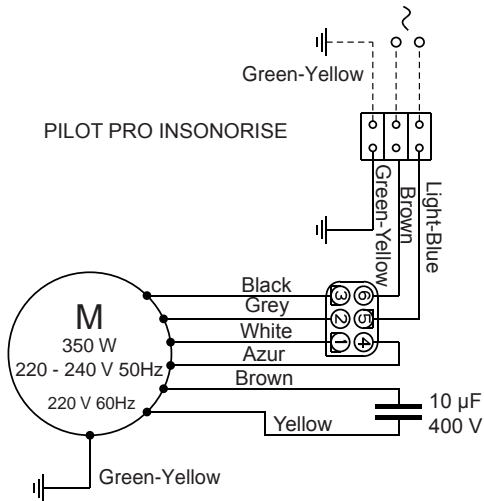 ∼
Green-Yellow
PILOT PRO INSONORISE
Green-Yellow
Brown
Light-Blue
Black
Grey
White
Azur
Brown
Yellow
3 6
2 5
1 4
M
350 W
220 - 240 V 50Hz
220 V 60Hz
10 µF
400 V
Green-Yellow